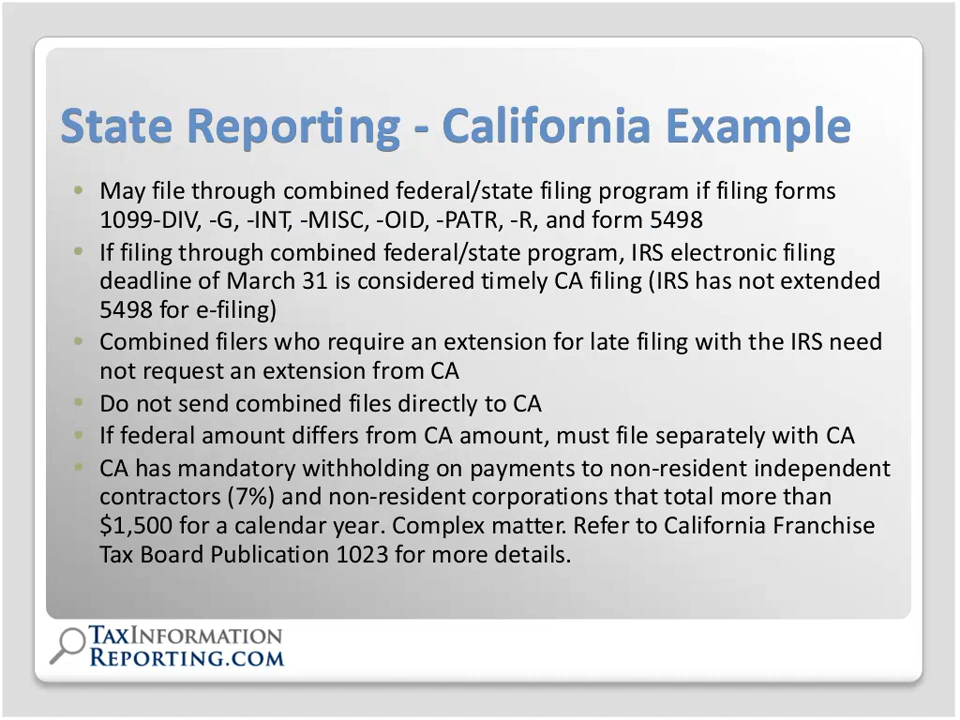 State Reporting - California Example
• May file through combined federal/state filing program if filing forms
1099-DIV, -G, -INT, -MISC, -OID, -PATR, -R, and form 5498
• If filing through combined federal/state program, IRS electronic filing
deadline of March 31 is considered timely CA filing (IRS has not extended
5498 for e-filing)
• Combined filers who require an extension for late filing with the IRS need
not request an extension from CA
• Do not send combined files directly to CA
• If federal amount differs from CA amount, must file separately with CA
• CA has mandatory withholding on payments to non-resident independent
contractors (7%) and non-resident corporations that total more than
$1,500 for a calendar year. Complex matter. Refer to California Franchise
Tax Board Publication 1023 for more details.
TAXINFORMATION
REPORTING.COM